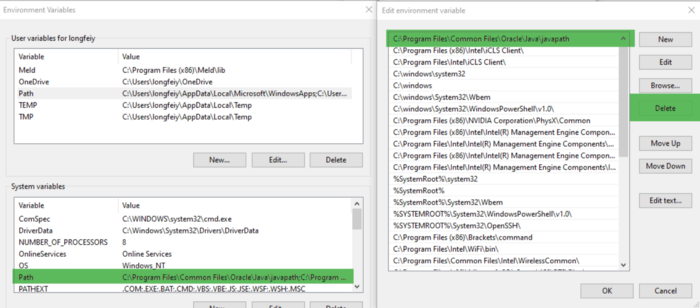 Environment Variables
User variables for longfeiy
Variable Value
Meld C:\Program Files (x86)\Meld\lib
OneDrive C:\Users\longfeiy\OneDrive
Path C:\Users\longfeiy\AppData\Local\Microsoft\WindowsApps;C:\User...
TEMP C:\Users\longfeiy\AppData\Local\Temp
TMP C:\Users\longfeiy\AppData\Local\Temp
New... Edit... Delete
System variables
Variable Value
ComSpec C:\WINDOWS\system32\cmd.exe
DriverData C:\Windows\System32\Drivers\DriverData
NUMBER_OF_PROCESSORS 8
OnlineServices Online Services
OS Windows_NT
Path C:\Program Files\Common Files\Oracle\Java\javapath;C:\Program ...
PATHEXT .COM;.EXE;.BAT;.CMD;.VBS;.VBE;.JS;.JSE;.WSF;.WSH;.MSC
Edit environment variable
C:\Program Files\Common Files\Oracle\Java\javapath
C:\Program Files (x86)\Intel\iCLS Client\
C:\Program Files\Intel\iCLS Client\
C:\windows\system32
C:\windows
C:\windows\System32\Wbem
C:\windows\System32\WindowsPowerShell\v1.0\
C:\Program Files (x86)\NVIDIA Corporation\PhysX\Common
C:\Program Files (x86)\Intel\Intel(R) Management Engine Compon...
C:\Program Files\Intel\Intel(R) Management Engine Components\...
C:\Program Files (x86)\Intel\Intel(R) Management Engine Compon...
C:\Program Files\Intel\Intel(R) Management Engine Components\I...
%SystemRoot%\system32
%SystemRoot%
%SystemRoot%\System32\Wbem
%SYSTEMROOT%\System32\WindowsPowerShell\v1.0\
%SYSTEMROOT%\System32\OpenSSH\
C:\Program Files (x86)\Brackets\command
C:\Program Files\Intel\WiFi\bin\
C:\Program Files\Common Files\Intel\WirelessCommon\
New
Edit
Browse...
Delete
Move Up
Move Down
Edit text...
OK Cancel